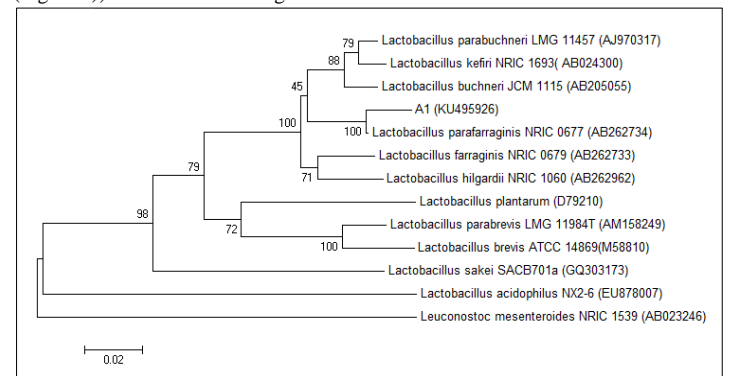 79
Lactobacillus parabuchneri LMG 11457 (AJ970317)
88
Lactobacillus kefiri NRIC 1693( AB024300)
45
Lactobacillus buchneri JCM 1115 (AB205055)
A1 (KU495926)
100
100
Lactobacillus parafarraginis NRIC 0677 (AB262734)
79
Lactobacillus farraginis NRIC 0679 (AB262733)
71
Lactobacillus hilgardii NRIC 1060 (AB262962)
Lactobacillus plantarum (D79210)
98
72
Lactobacillus parabrevis LMG 11984T (AM158249)
100
Lactobacillus brevis ATCC 14869(M58810)
Lactobacillus sakei SACB701a (GQ303173)
Lactobacillus acidophilus NX2-6 (EU878007)
Leuconostoc mesenteroides NRIC 1539 (AB023246)
0.02